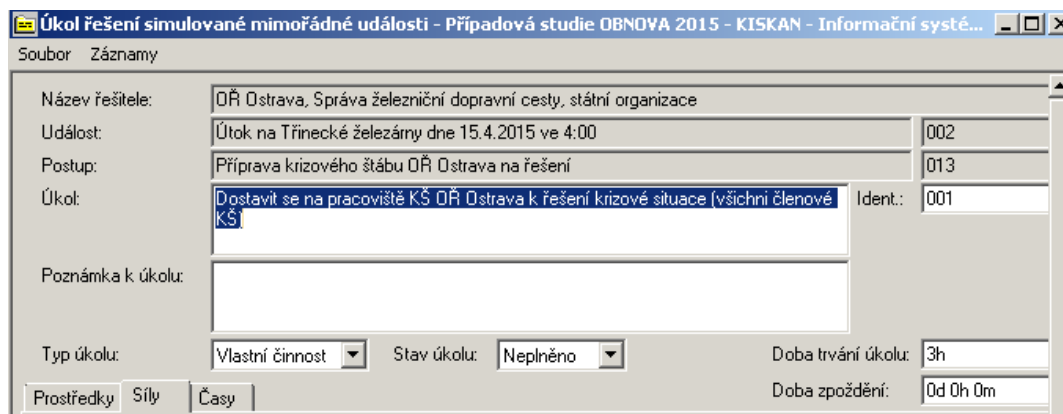 Úkol řešení simulované mimořádné události - Případová studie OBNOVA 2015 - KISKAN - Informační systé...
Soubor Záznamy
Název řešitele: OŘ Ostrava, Správa železniční dopravní cesty, státní organizace
Událost: Útok na Třinecké železárny dne 15.4.2015 ve 4:00 002
Postup: Příprava krizového štábu OŘ Ostrava na řešení 013
Úkol: Dostavit se na pracoviště KŠ OŘ Ostrava k řešení krizové situace (všichni členové Ident.: 001
KŠ)
Poznámka k úkolu:
Typ úkolu: Vlastní činnost Stav úkolu: Neplněno Doba trvání úkolu: 3h
Doba zpoždění: 0d 0h 0m
Prostředky Síly Časy